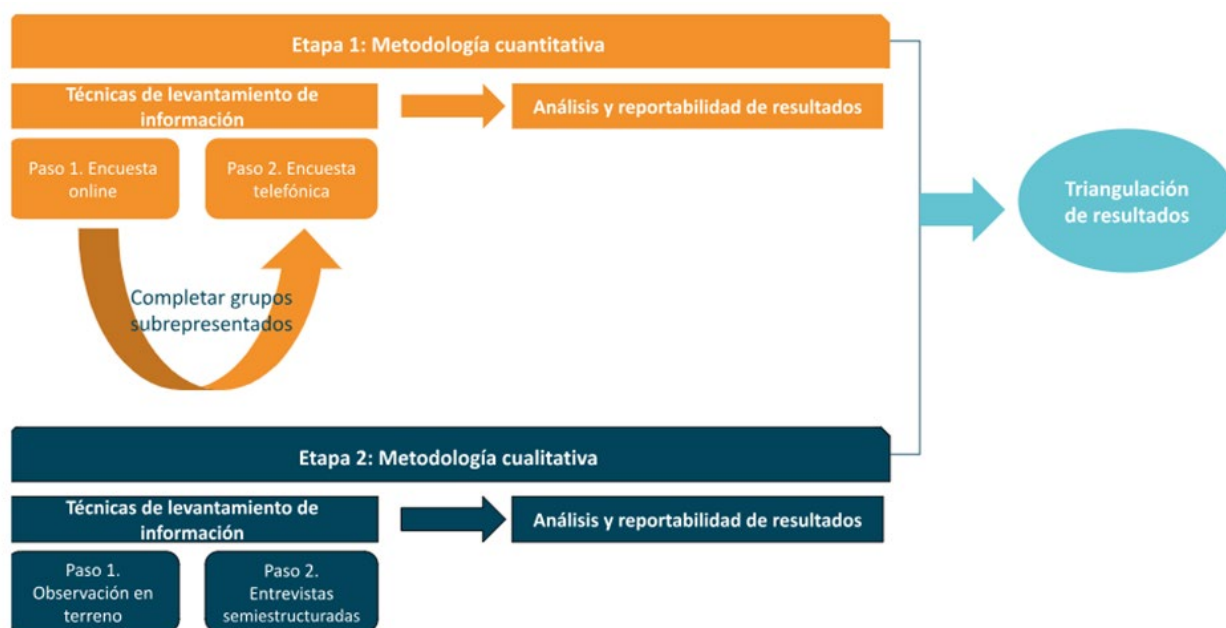 Etapa 1: Metodología cuantitativa
Técnicas de levantamiento de
información
Análisis y reportabilidad de resultados
Paso 1. Encuesta
online
Paso 2. Encuesta
telefónica
Completar grupos
subrepresentados
Triangulación
de resultados
Etapa 2: Metodología cualitativa
Técnicas de levantamiento de
información
Análisis y reportabilidad de resultados
Paso 1.
Observación en
terreno
Paso 2.
Entrevistas
semiestructuradas